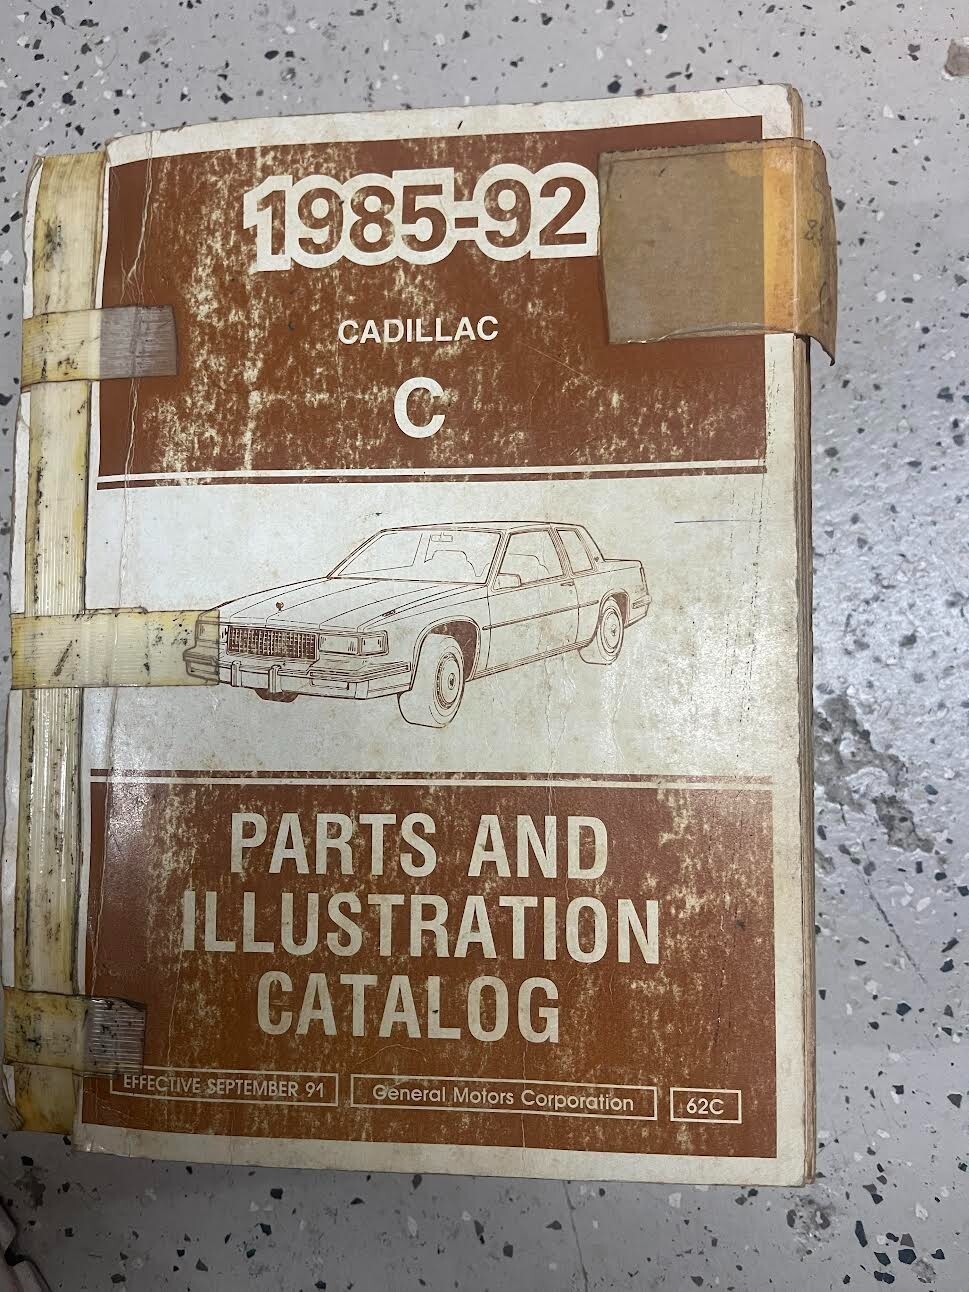 1985-92
CADILLAC
C
PARTS AND
ILLUSTRATION
CATALOG
EFFECTIVE SEPTEMBER 91
General Motors Corporation
62C